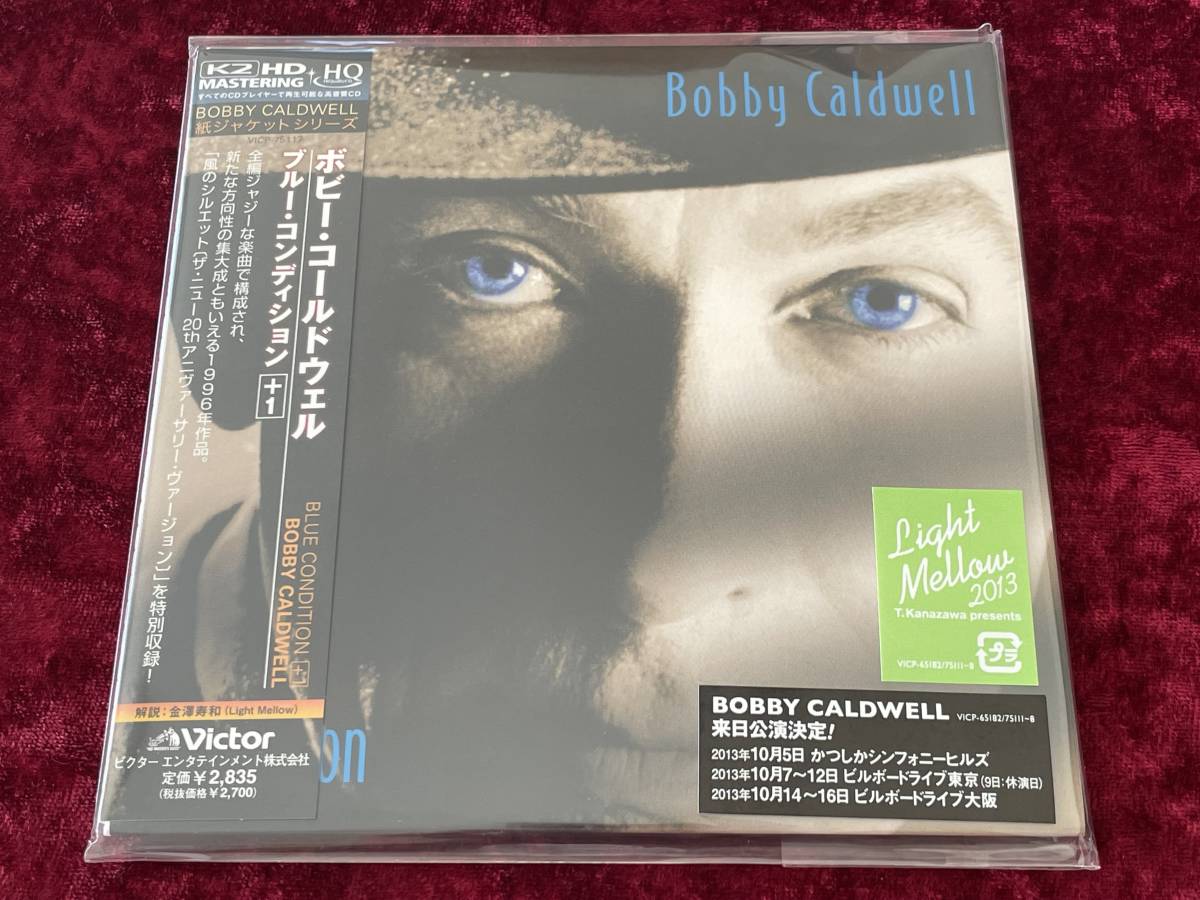 K2 HD MASTERING + HQ
すべてのCDプレイヤーで再生可能な高音質CD
BOBBY CALDWELL
紙ジャケットシリーズ
VICP-75117
ボビー・コールドウェル
ブルー・コンディション+1
全編ジャジーな楽曲で構成され、
新たな方向性の集大成ともいえる1996年作品。
「風のシルエット〔ザ・ニュー20thアニヴァーサリー・ヴァージョン〕」を特別収録!
BLUE CONDITION +1
BOBBY CALDWELL
解説:金澤寿和 (Light Mellow)
Victor
ビクター エンタテインメント株式会社
定価¥2,835
(税抜価格¥2,700)
Bobby Caldwell
on
Light
Mellow
2013
T.Kanazawa presents
プラ
VICP-65182/75111~8
BOBBY CALDWELL VICP-65182/75111~8
来日公演決定!
2013年10月5日 かつしかシンフォニーヒルズ
2013年10月7~12日 ビルボードライブ東京(9日:休演日)
2013年10月14~16日 ビルボードライブ大阪